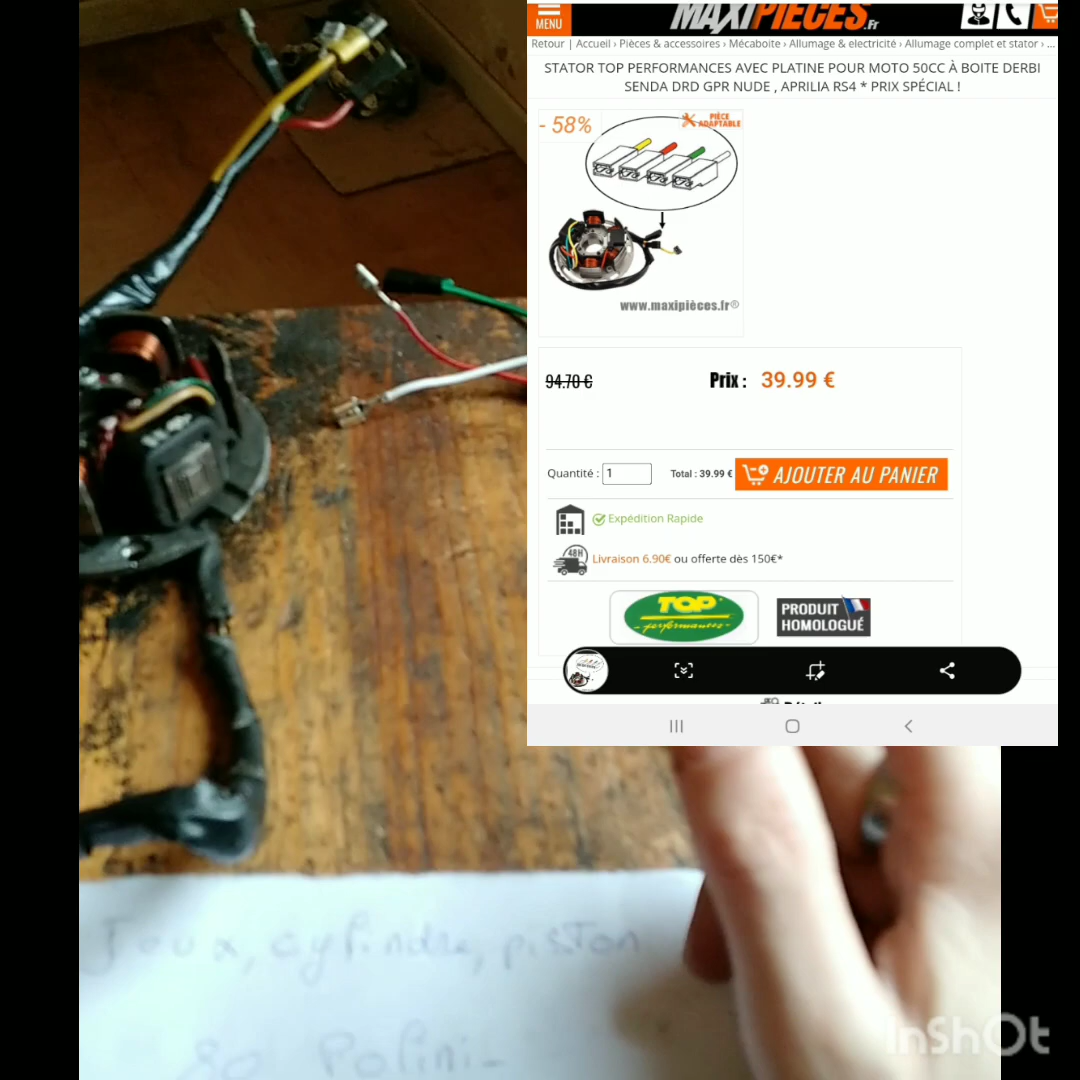 MENU
MAXIPIECES.Fr
Retour | Accueil › Pièces & accessoires › Mécaboite › Allumage & electricité › Allumage complet et stator › ...
STATOR TOP PERFORMANCES AVEC PLATINE POUR MOTO 50CC À BOITE DERBI
SENDA DRD GPR NUDE , APRILIA RS4 * PRIX SPÉCIAL !
- 58%
PIÈCE
ADAPTABLE
www.maxipièces.fr®
94.70 € Prix : 39.99 €
Quantité : 1 Total : 39.99 € AJOUTER AU PANIER
Expédition Rapide
48H
Livraison 6.90€ ou offerte dès 150€*
TOP
performances
PRODUIT
HOMOLOGUÉ
Joux, cylindre, piston
80 Polini-
InShOt